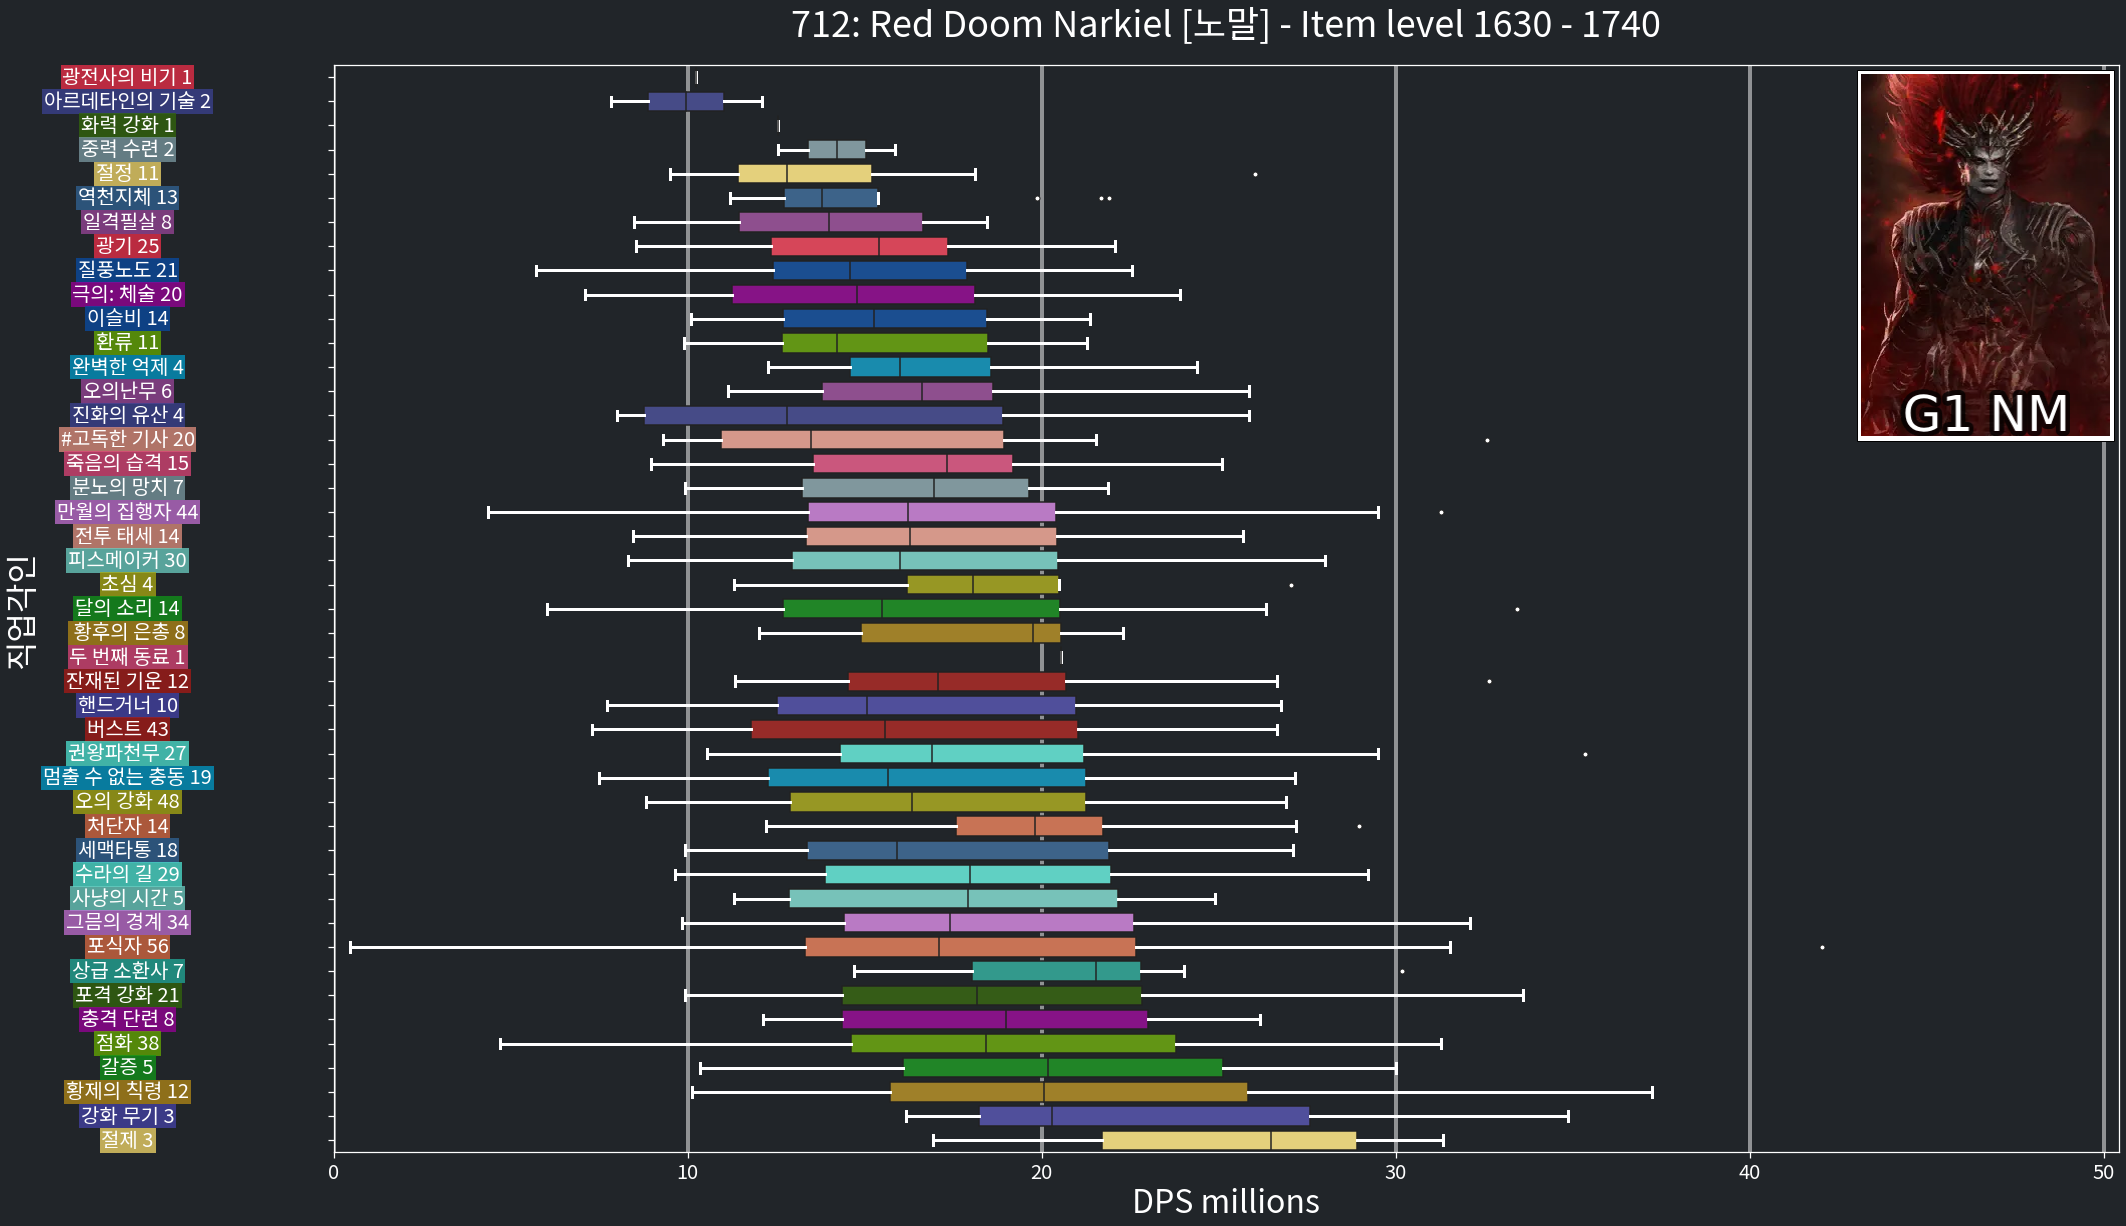 712: Red Doom Narkiel [노말] - Item level 1630 - 1740
광전사의 비기 1
아르데타인의 기술 2
화력 강화 1
중력 수련 2
절정 11
역천지체 13
일격필살 8
광기 25
질풍노도 21
극의: 체술 20
이슬비 14
환류 11
완벽한 억제 4
오의난무 6
진화의 유산 4
#고독한 기사 20
죽음의 습격 15
분노의 망치 7
만월의 집행자 44
전투 태세 14
피스메이커 30
초심 4
달의 소리 14
황후의 은총 8
두 번째 동료 1
잔재된 기운 12
핸드거너 10
버스트 43
권왕파천무 27
멈출 수 없는 충동 19
오의 강화 48
처단자 14
세맥타통 18
수라의 길 29
사냥의 시간 5
그믐의 경계 34
포식자 56
상급 소환사 7
포격 강화 21
충격 단련 8
점화 38
갈증 5
황제의 칙령 12
강화 무기 3
절제 3
직업각인
G1 NM
0 10 20 30 40 50
DPS millions